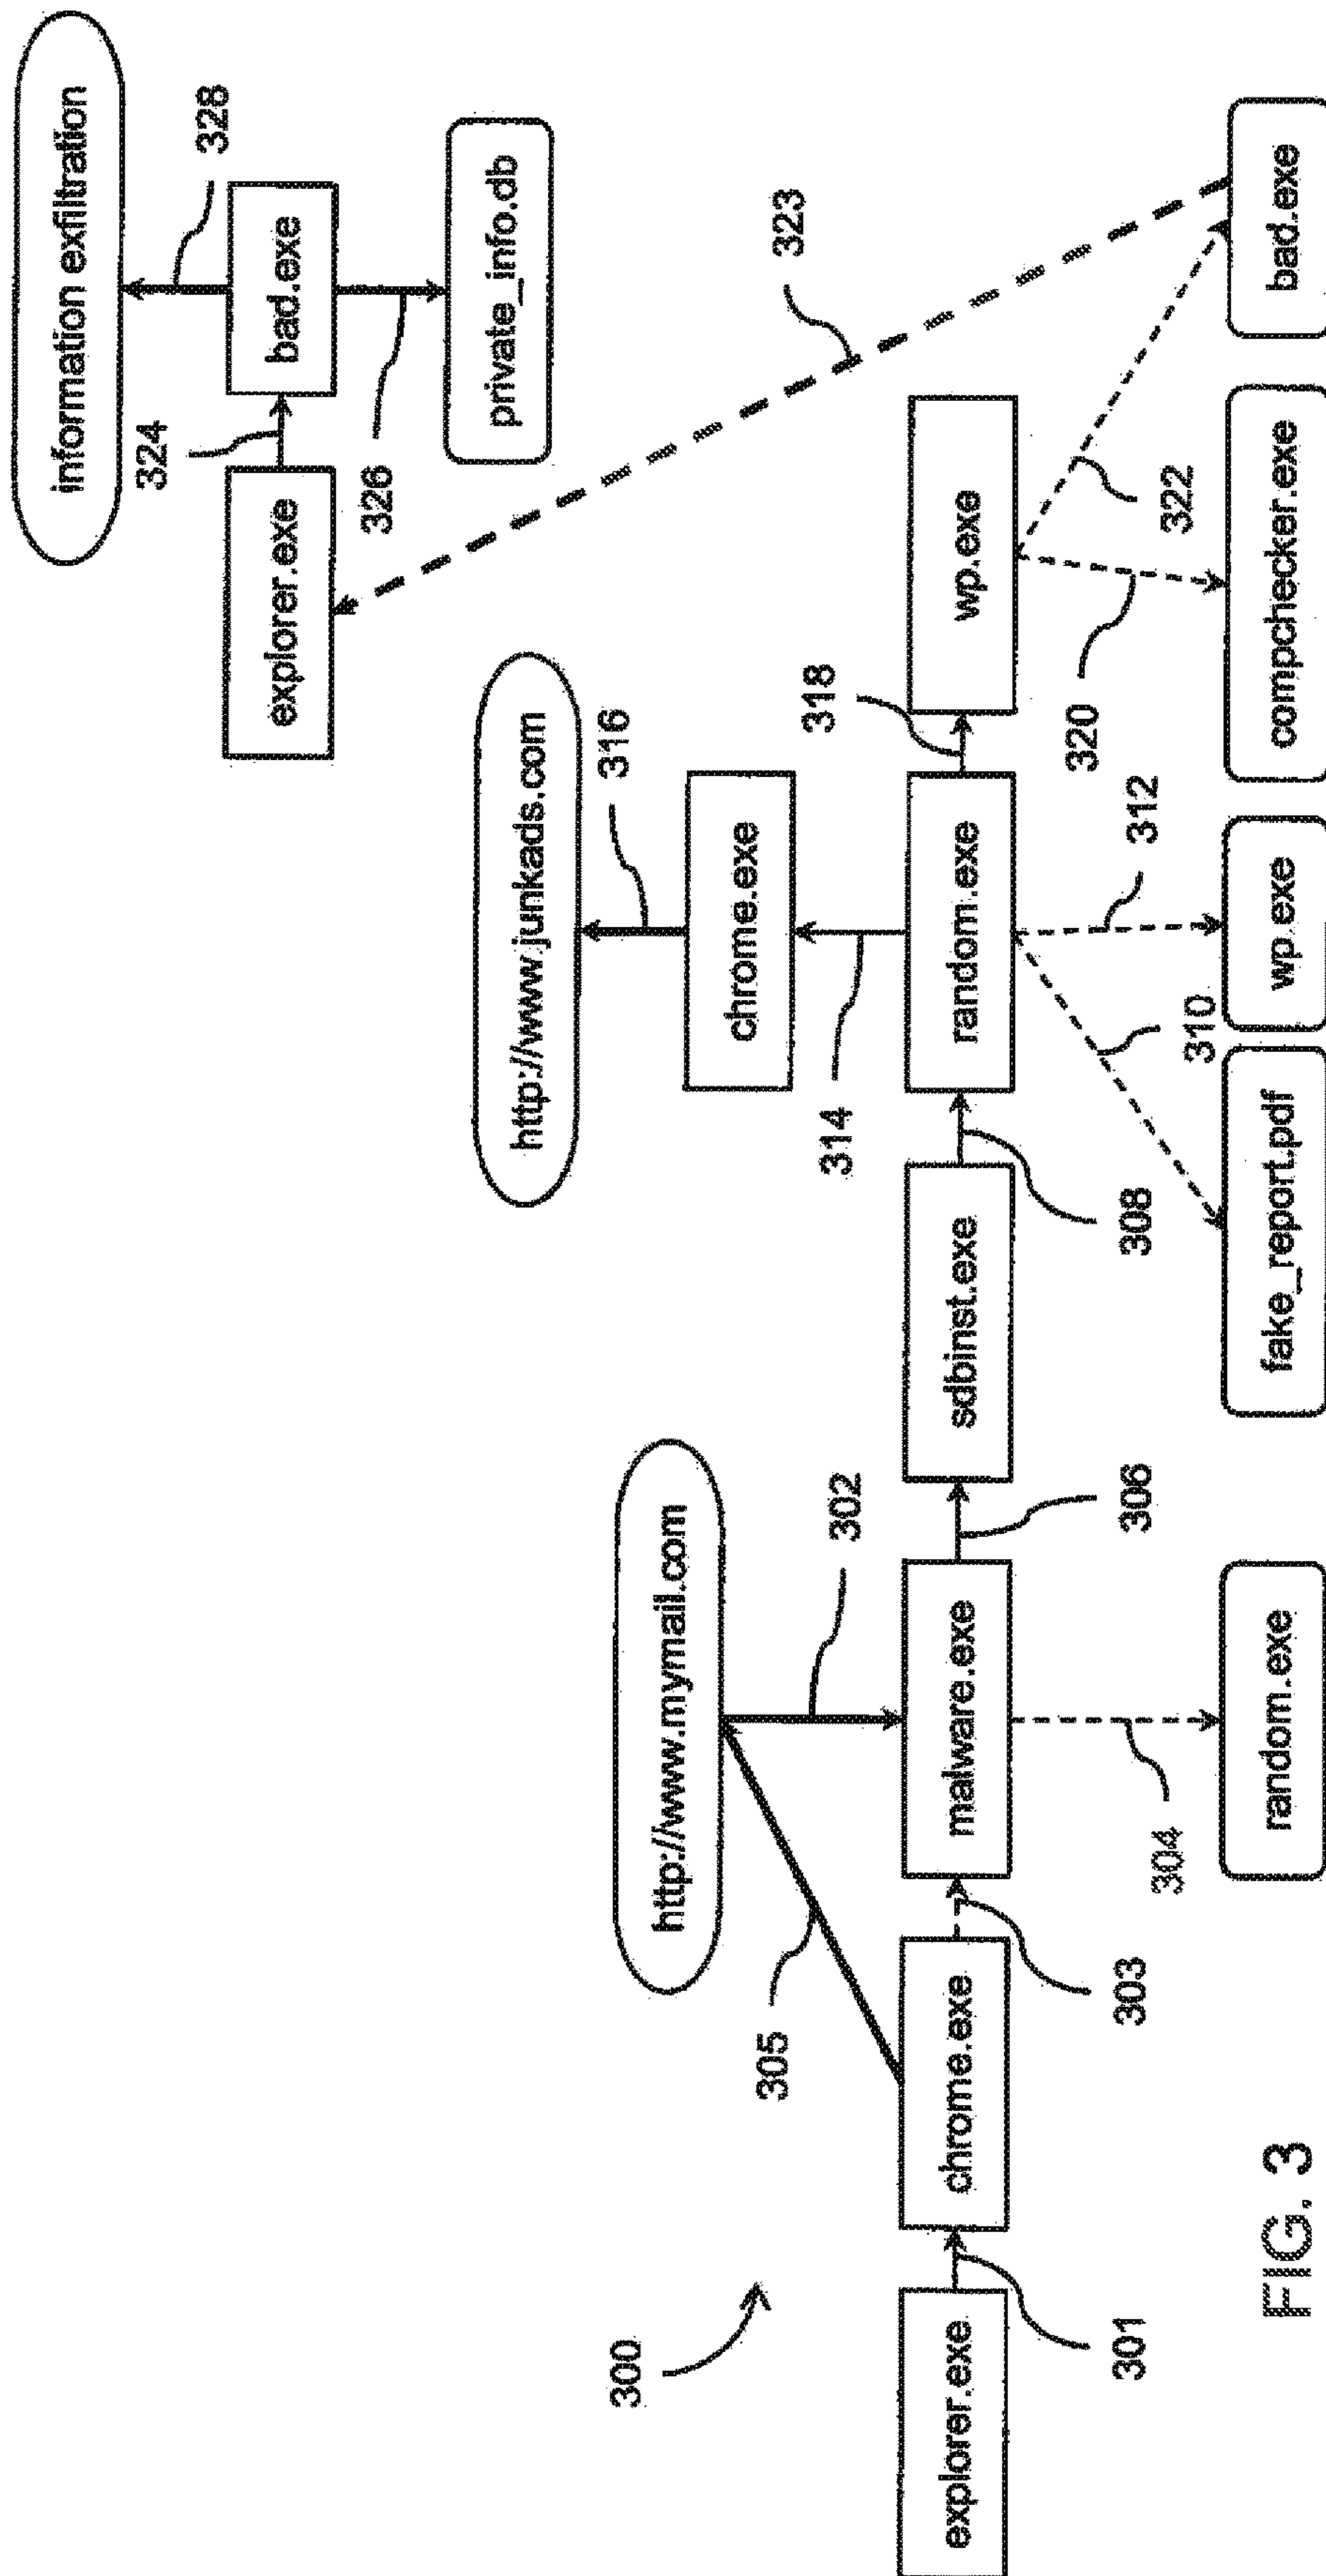 information exfiltration
328
324
explorer.exe
bad.exe
326
private_info.db
323
http://www.junkads.com
316
chrome.exe
314
http://www.mymail.com
302
305
300
318
explorer.exe
chrome.exe
malware.exe
sdbinst.exe
random.exe
wp.exe
301
303
304
306
308
310
312
320
322
random.exe
fake_report.pdf
wp.exe
compchecker.exe
bad.exe
FIG. 3